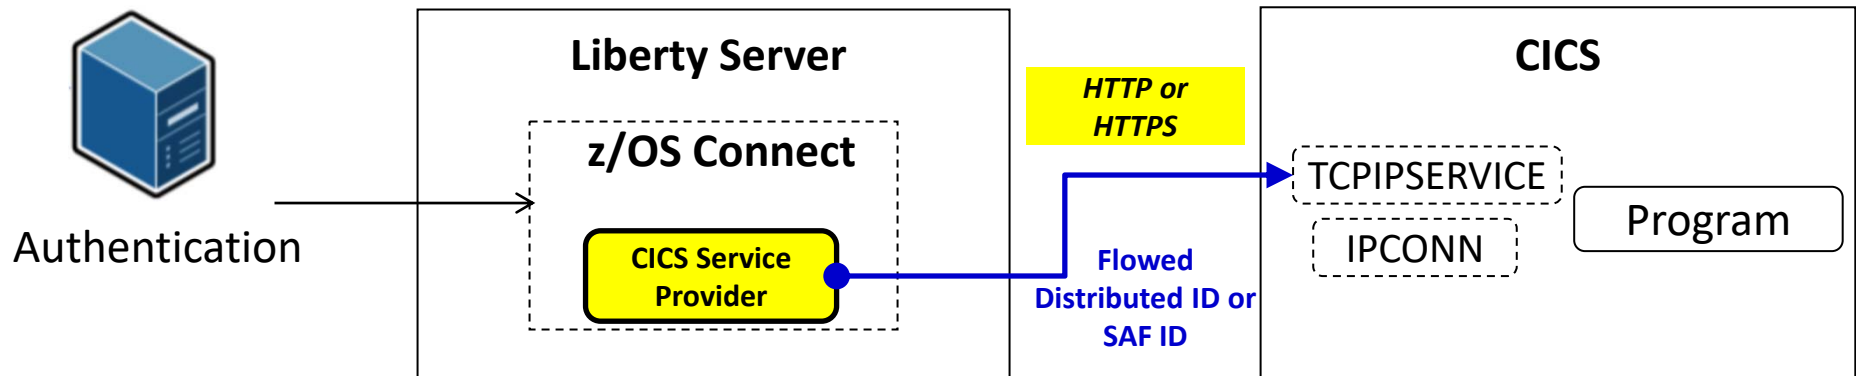 Liberty Server
CICS
HTTP or
HTTPS
z/OS Connect
TCPIPSERVICE
Program
Authentication
IPCONN
CICS Service
Provider
Flowed
Distributed ID or
SAF ID